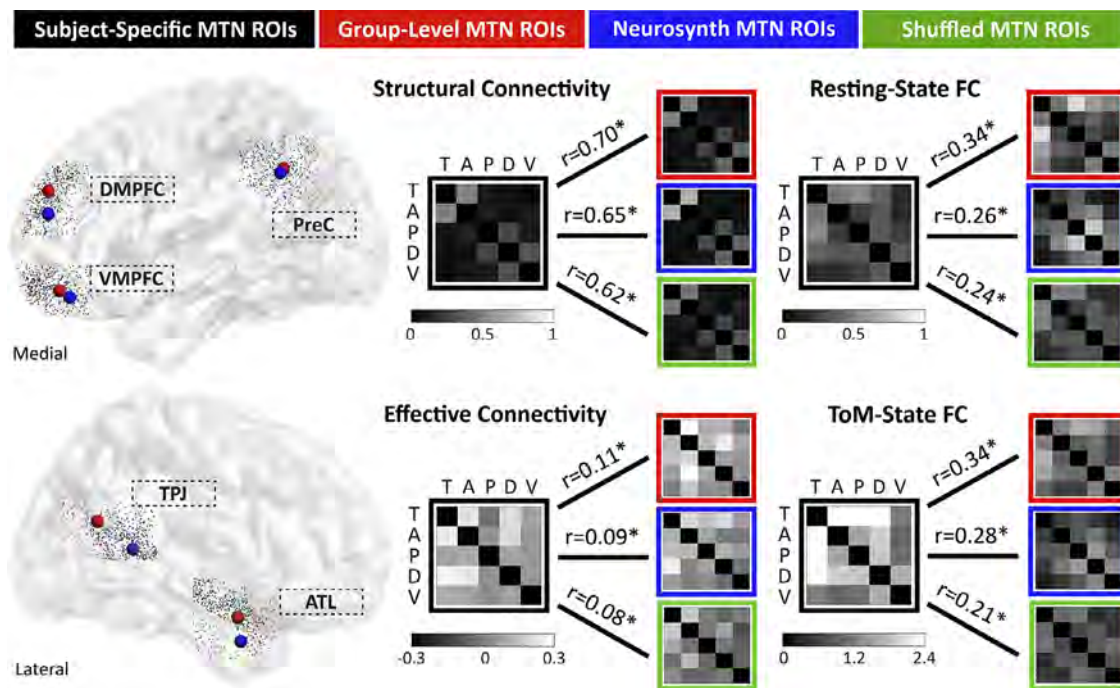 Subject-Specific MTN ROIs Group-Level MTN ROIs Neurosynth MTN ROIs Shuffled MTN ROIs
DMPFC
PreC
VMPFC
Medial
TPJ
ATL
Lateral
Structural Connectivity
T A P D V
T
A
P
D
V
r=0.70*
r=0.65*
r=0.62*
0 0.5 1
Resting-State FC
T A P D V
T
A
P
D
V
r=0.34*
r=0.26*
r=0.24*
0 0.5 1
Effective Connectivity
T A P D V
T
A
P
D
V
r=0.11*
r=0.09*
r=0.08*
-0.3 0 0.3
ToM-State FC
T A P D V
T
A
P
D
V
r=0.34*
r=0.28*
r=0.21*
0 1.2 2.4